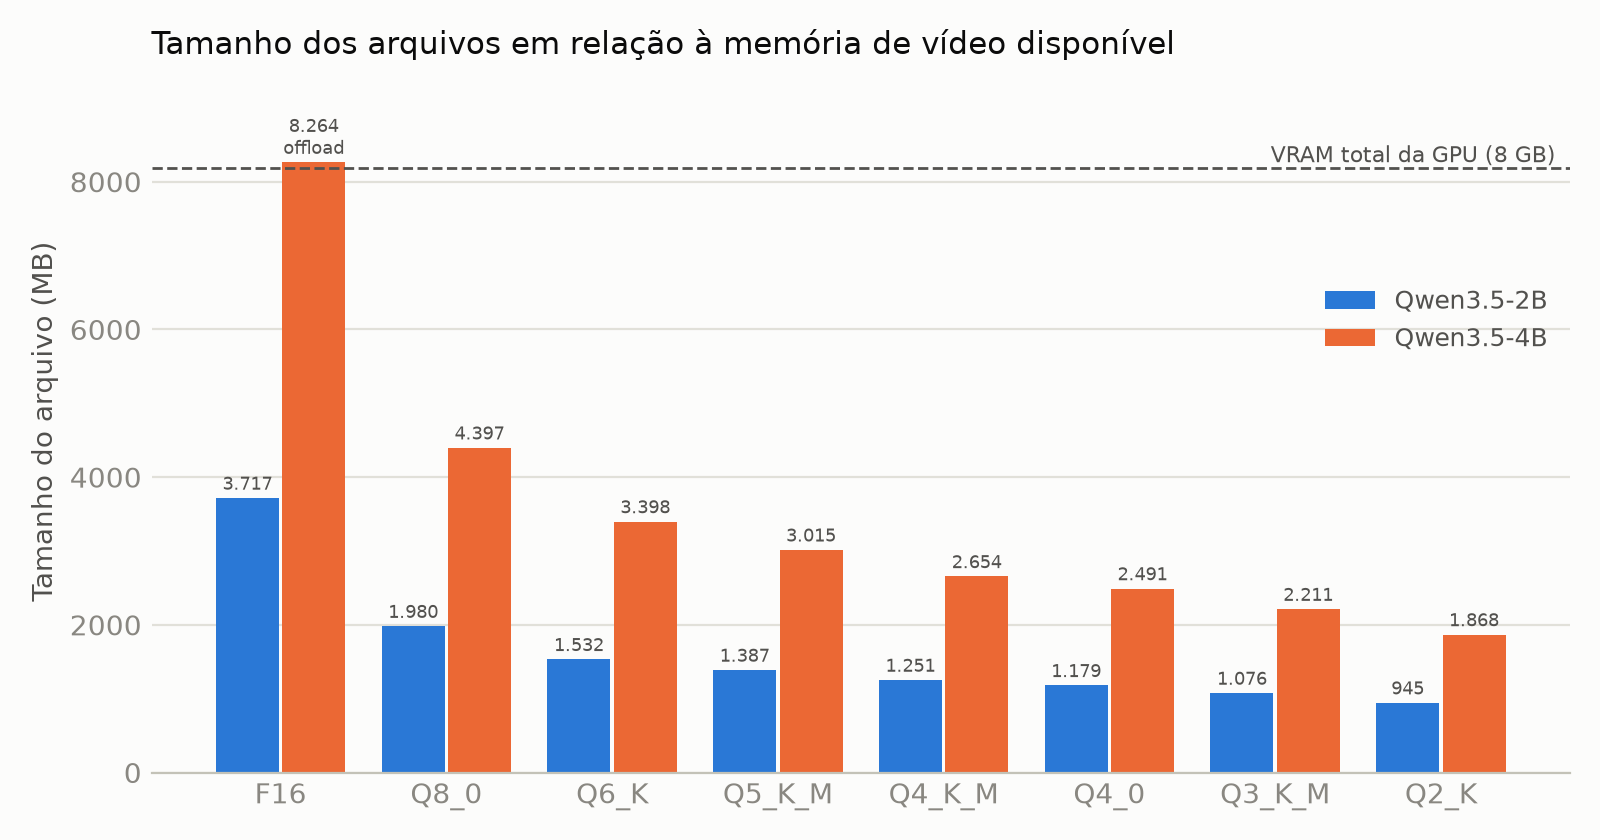 Tamanho dos arquivos em relação à memória de vídeo disponível
8.264
offload
VRAM total da GPU (8 GB)
8000
6000
4000
2000
0
Tamanho do arquivo (MB)
Qwen3.5-2B
Qwen3.5-4B
3.717
1.980
4.397
1.532
3.398
1.387
3.015
1.251
2.654
1.179
2.491
1.076
2.211
945
1.868
F16
Q8_0
Q6_K
Q5_K_M
Q4_K_M
Q4_0
Q3_K_M
Q2_K